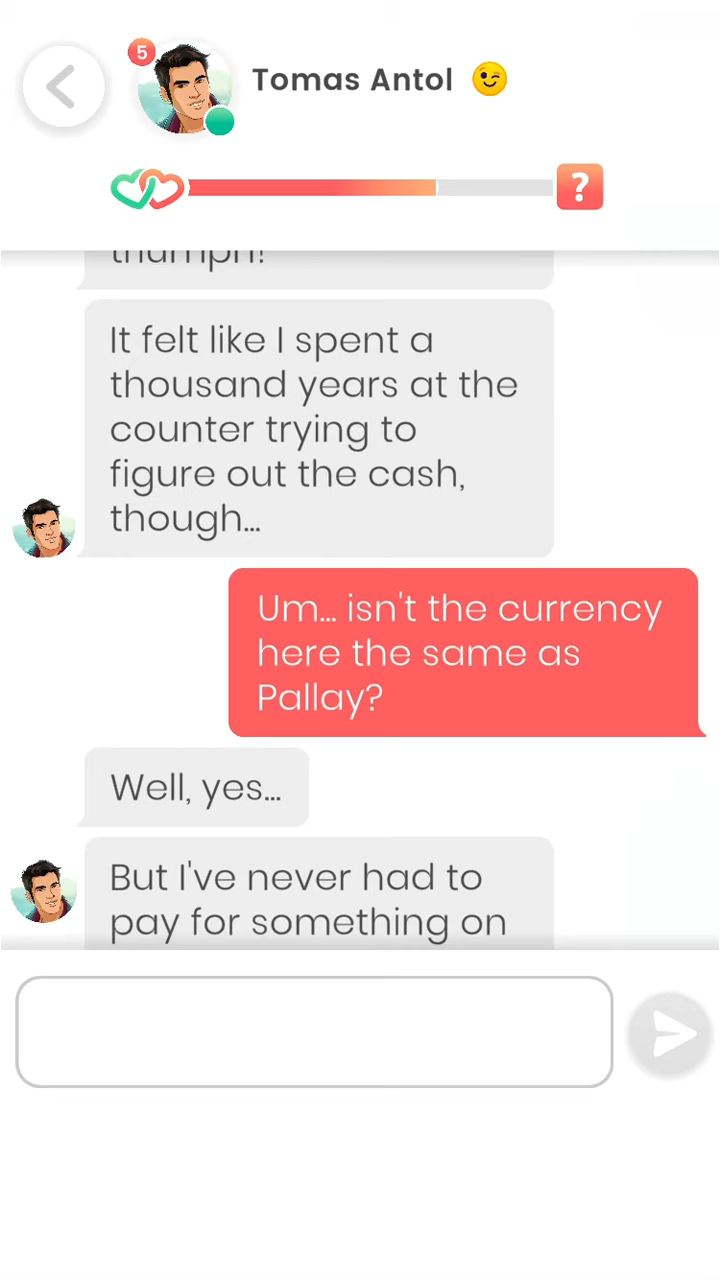 5
Tomas Antol 😉
?
thumph!
It felt like I spent a
thousand years at the
counter trying to
figure out the cash,
though...
Um... isn't the currency
here the same as
Pallay?
Well, yes...
But I've never had to
pay for something on